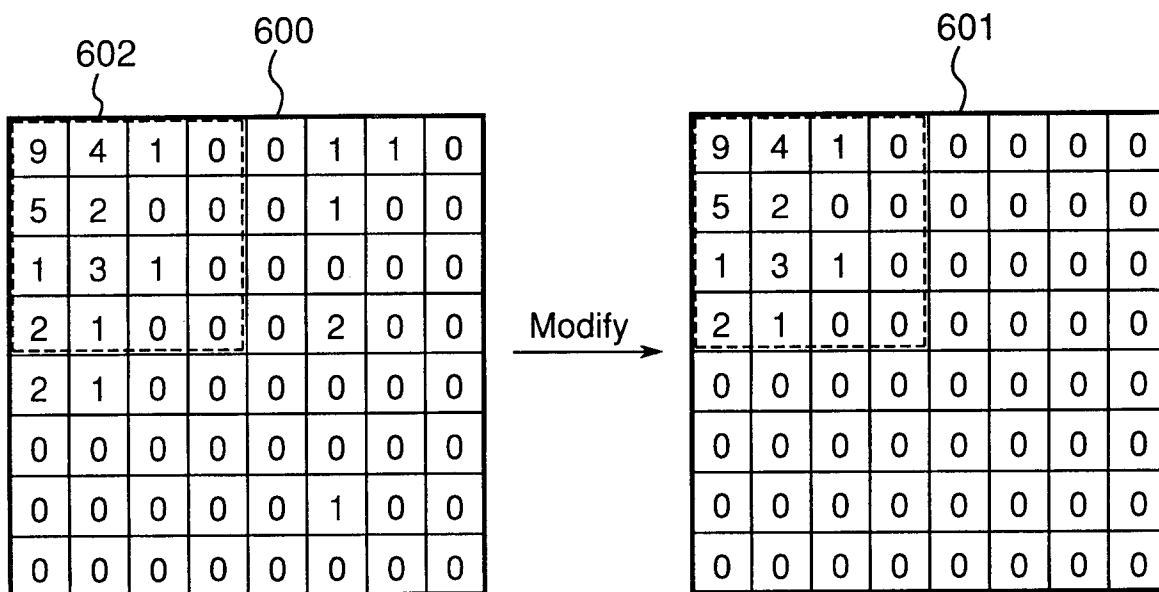 602 600 601
9 4 1 0 0 1 1 0 9 4 1 0 0 0 0 0
5 2 0 0 0 1 0 0 5 2 0 0 0 0 0 0
1 3 1 0 0 0 0 0 1 3 1 0 0 0 0 0
2 1 0 0 0 2 0 0 Modify 2 1 0 0 0 0 0 0
2 1 0 0 0 0 0 0 0 0 0 0 0 0 0 0
0 0 0 0 0 0 0 0 0 0 0 0 0 0 0 0
0 0 0 0 0 1 0 0 0 0 0 0 0 0 0 0
0 0 0 0 0 0 0 0 0 0 0 0 0 0 0 0